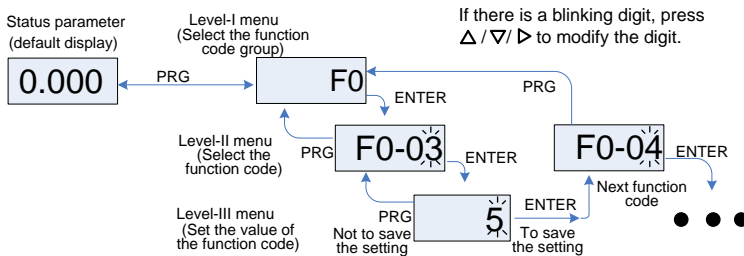 Status parameter
(default display)
0.000
PRG
Level-I menu
(Select the function
code group)
F0
ENTER
If there is a blinking digit, press
△ /▽/ ▷ to modify the digit.
PRG
Level-II menu
(Select the
function code)
PRG
F0-03
ENTER
F0-04
ENTER
Next function
code
Level-III menu
(Set the value of
the function code)
PRG
Not to save
the setting
5
ENTER
To save
the setting